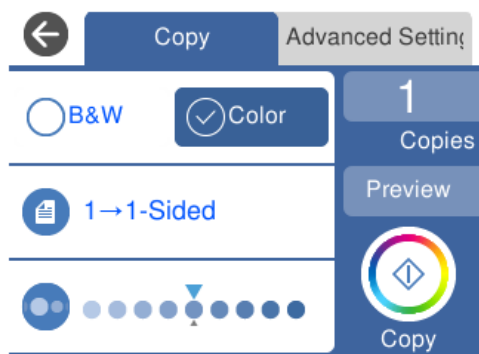 Copy
Advanced Setting
B&W
Color
1
Copies
1→1-Sided
Preview
Copy